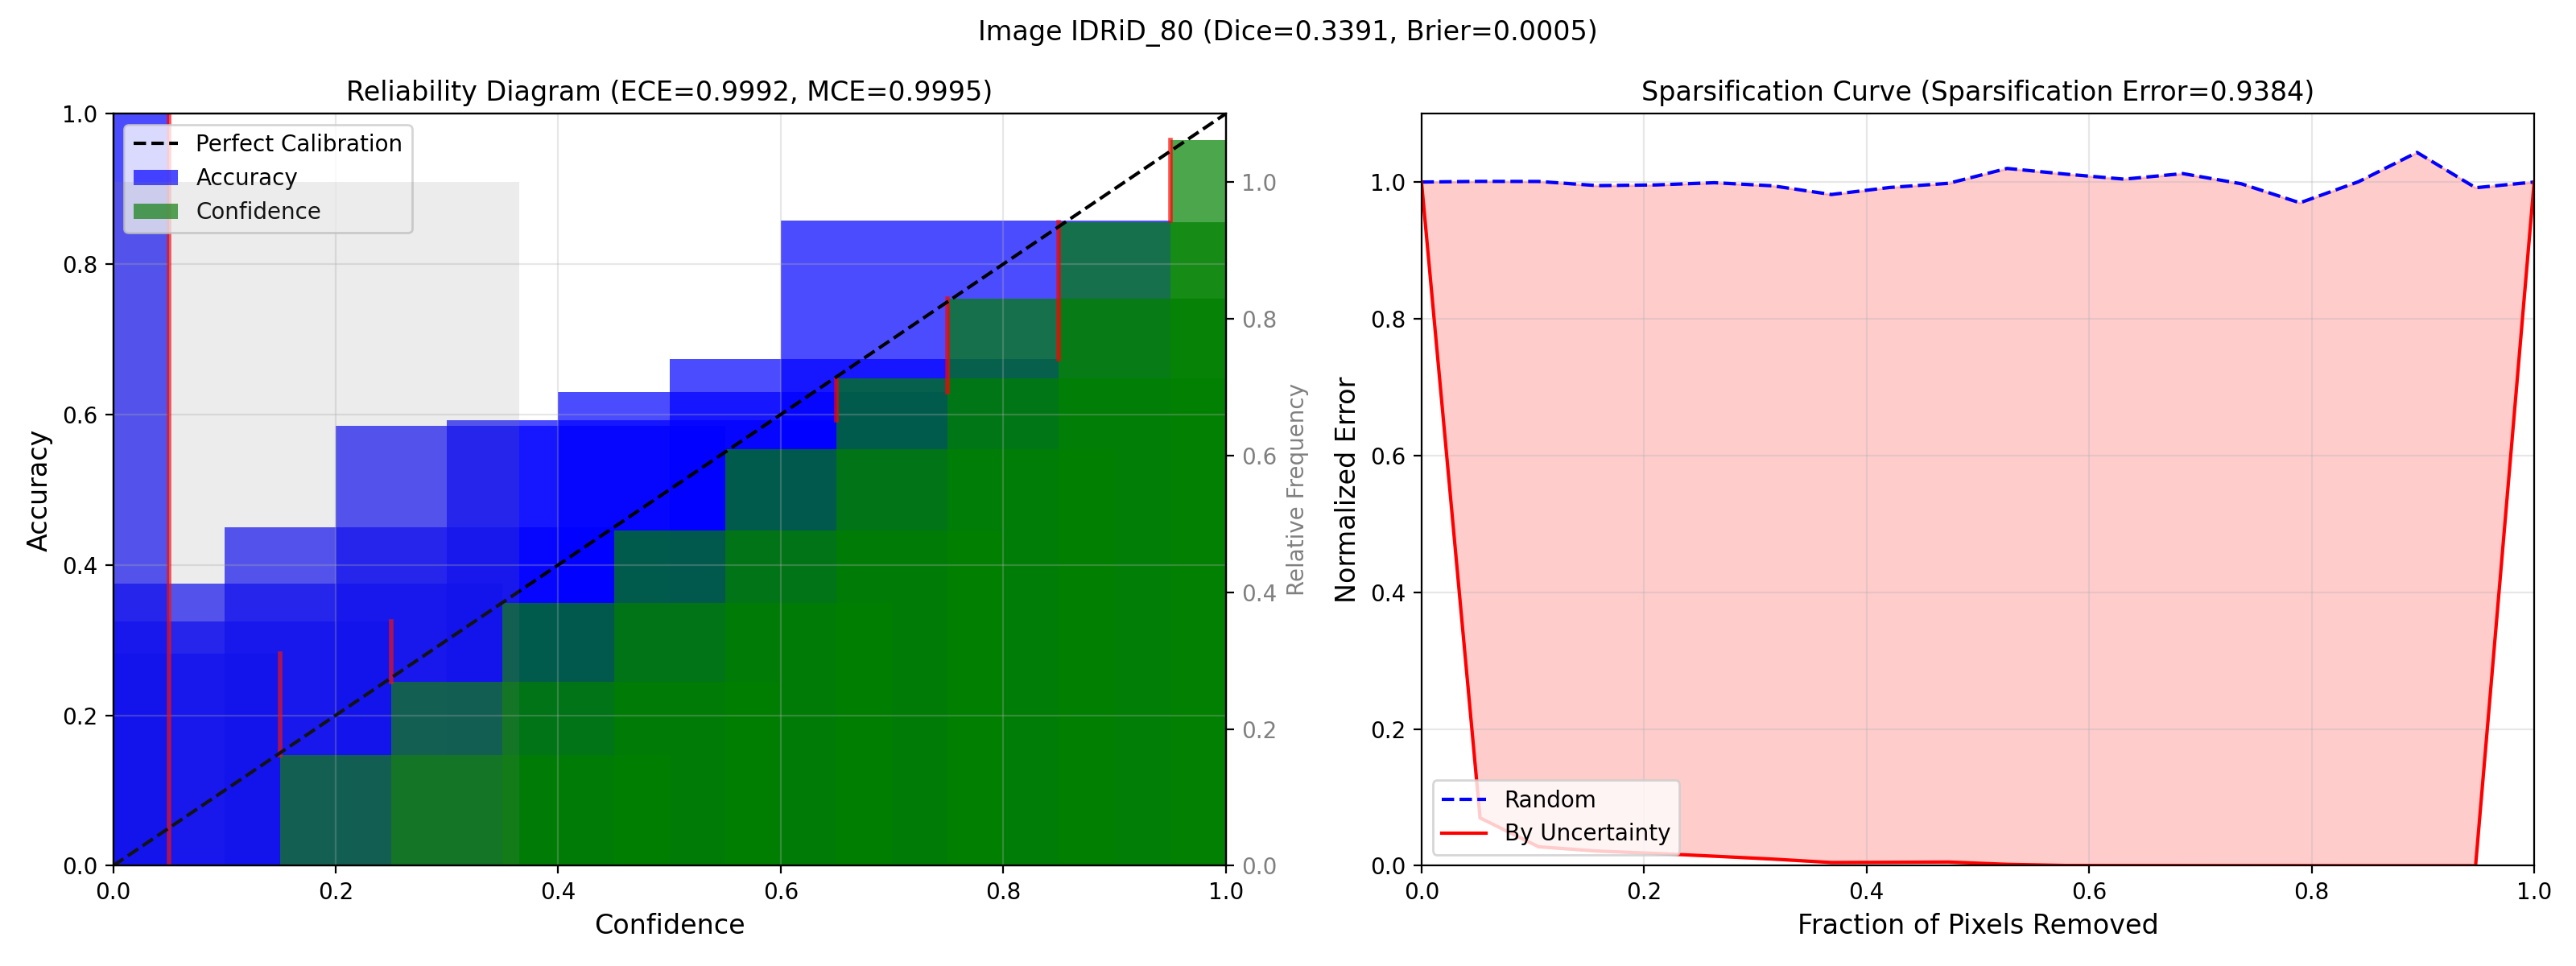 Image IDRiD_80 (Dice=0.3391, Brier=0.0005)
Reliability Diagram (ECE=0.9992, MCE=0.9995)
Perfect Calibration
Accuracy
Confidence
1.0
0.8
0.6
0.4
0.2
0.0
Accuracy
0.0 0.2 0.4 0.6 0.8 1.0
Confidence
1.0
0.8
0.6
0.4
0.2
0.0
Relative Frequency
Sparsification Curve (Sparsification Error=0.9384)
1.0
0.8
0.6
0.4
0.2
0.0
Normalized Error
Random
By Uncertainty
0.0 0.2 0.4 0.6 0.8 1.0
Fraction of Pixels Removed